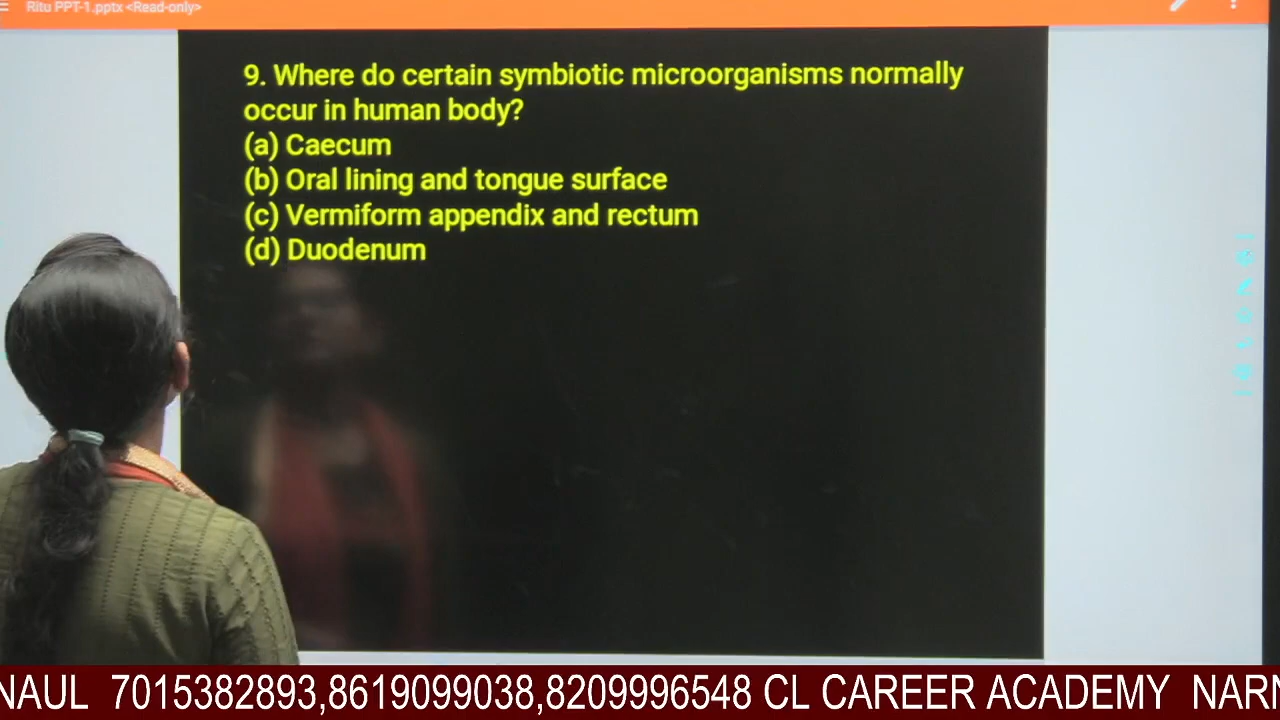 Ritu PPT-1.pptx <Read-only>
9. Where do certain symbiotic microorganisms normally
occur in human body?
(a) Caecum
(b) Oral lining and tongue surface
(c) Vermiform appendix and rectum
(d) Duodenum
NAUL 7015382893,8619099038,8209996548 CL CAREER ACADEMY NARN